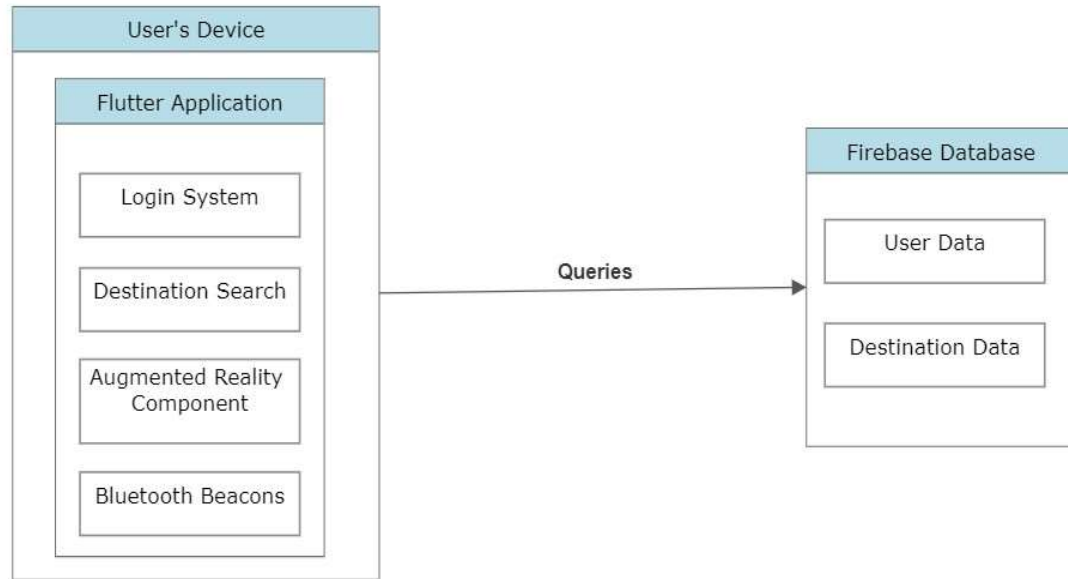 User's Device
Flutter Application
Login System
Destination Search
Augmented Reality
Component
Bluetooth Beacons
Queries
Firebase Database
User Data
Destination Data